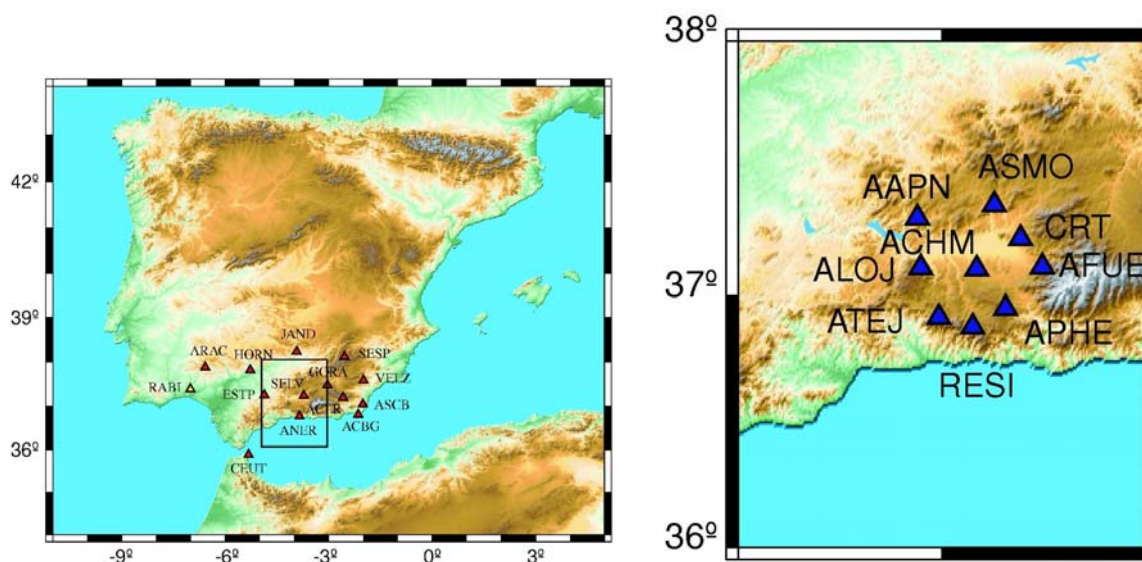 42º
39º
36º
-9º
-6º
-3º
0º
3º
JAND
ARAC
HORN
SESP
GORA
RABI
ESTP
SELV
VELZ
ASCB
ANER
ACBG
CEUT
38º
37º
36º
ASMO
AAPN
CRT
ACHM
ALOJ
AFUE
ATEJ
APHE
RESI